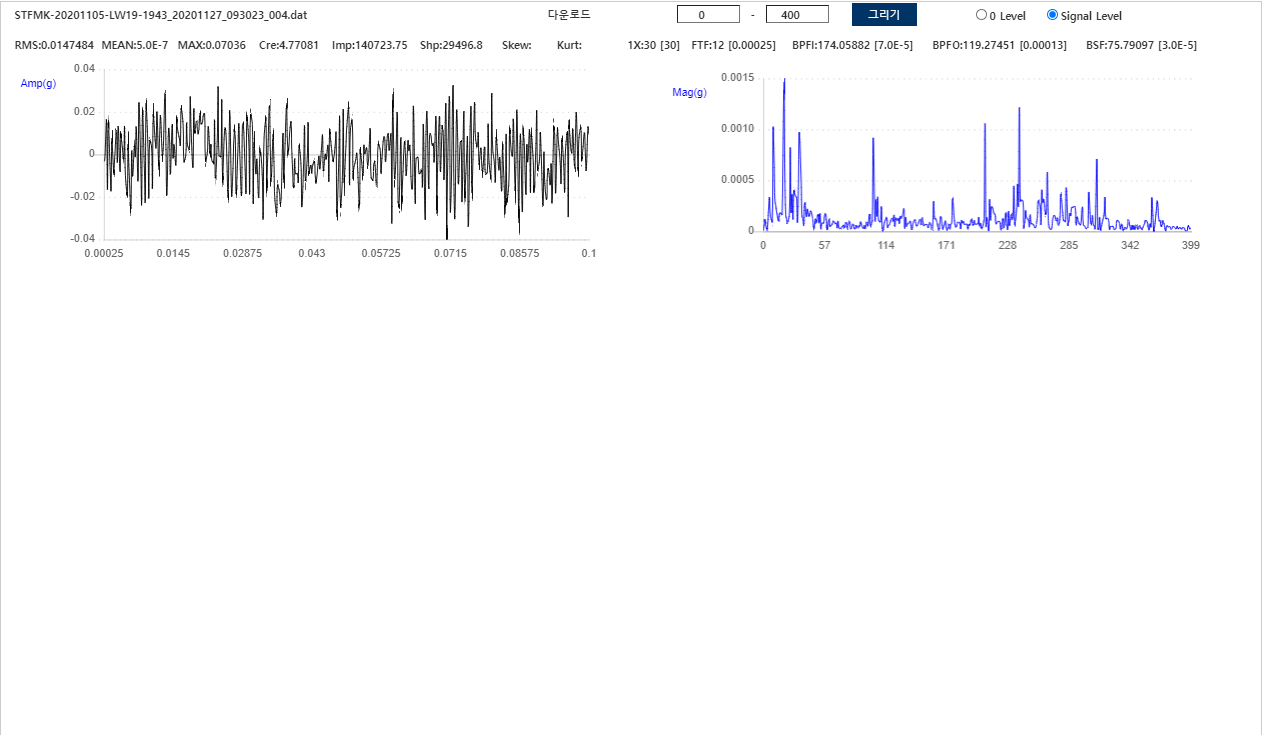 STFMK-20201105-LW19-1943_20201127_093023_004.dat 다운로드 0 - 400 그리기 0 Level Signal Level
RMS:0.0147484 MEAN:5.0E-7 MAX:0.07036 Cre:4.77081 Imp:140723.75 Shp:29496.8 Skew: Kurt: 1X:30 [30] FTF:12 [0.00025] BPFI:174.05882 [7.0E-5] BPFO:119.27451 [0.00013] BSF:75.79097 [3.0E-5]
Amp(g)
0.04
0.02
0
-0.02
-0.04
0.00025 0.0145 0.02875 0.043 0.05725 0.0715 0.08575 0.1
Mag(g)
0.0015
0.0010
0.0005
0
0 57 114 171 228 285 342 399